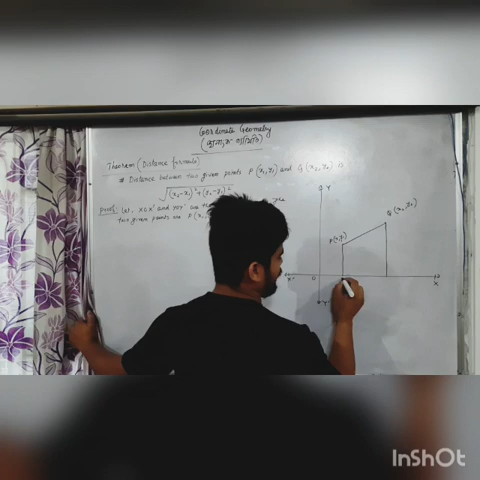 Coordinate Geometry
(স্থানাংক জ্যামিতি)
Theorem (Distance formula)
# Distance between two given points P(x₁,y₁) and Q(x₂,y₂) is
√(x₂-x₁)²+(y₂-y₁)²
Proof: Let, XOX' and YOY' are the
two given points are P(x₁,
Y
Q(x₂,y₂)
P(x₁,y₁)
X'
O
X
Y'
InShOt